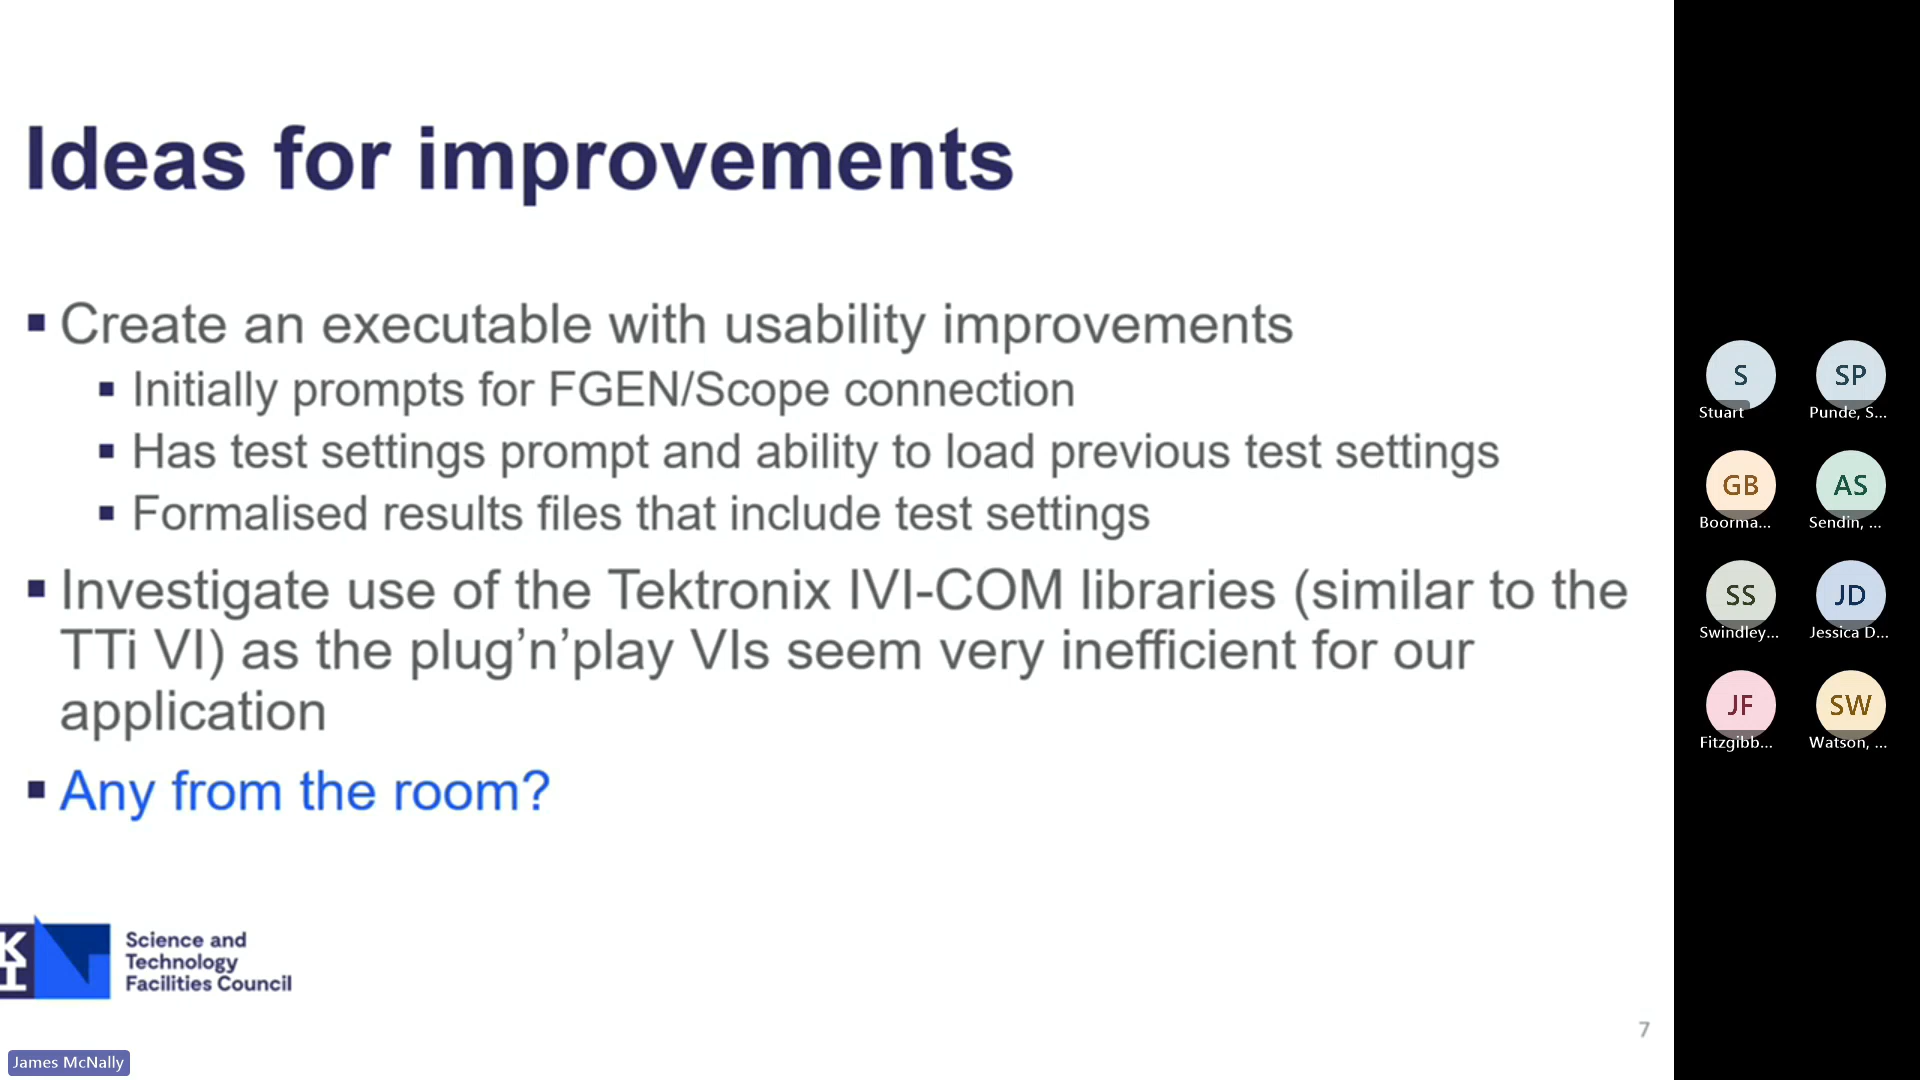 Ideas for improvements
Create an executable with usability improvements
Initially prompts for FGEN/Scope connection
Has test settings prompt and ability to load previous test settings
Formalised results files that include test settings
Investigate use of the Tektronix IVI-COM libraries (similar to the
TTi VI) as the plug’n’play VIs seem very inefficient for our
application
Any from the room?
Science and
Technology
Facilities Council
7
James McNally
S
Stuart
SP
Punde, S...
GB
Boorma...
AS
Sendin, ...
SS
Swindley...
JD
Jessica D...
JF
Fitzgibb...
SW
Watson, ...